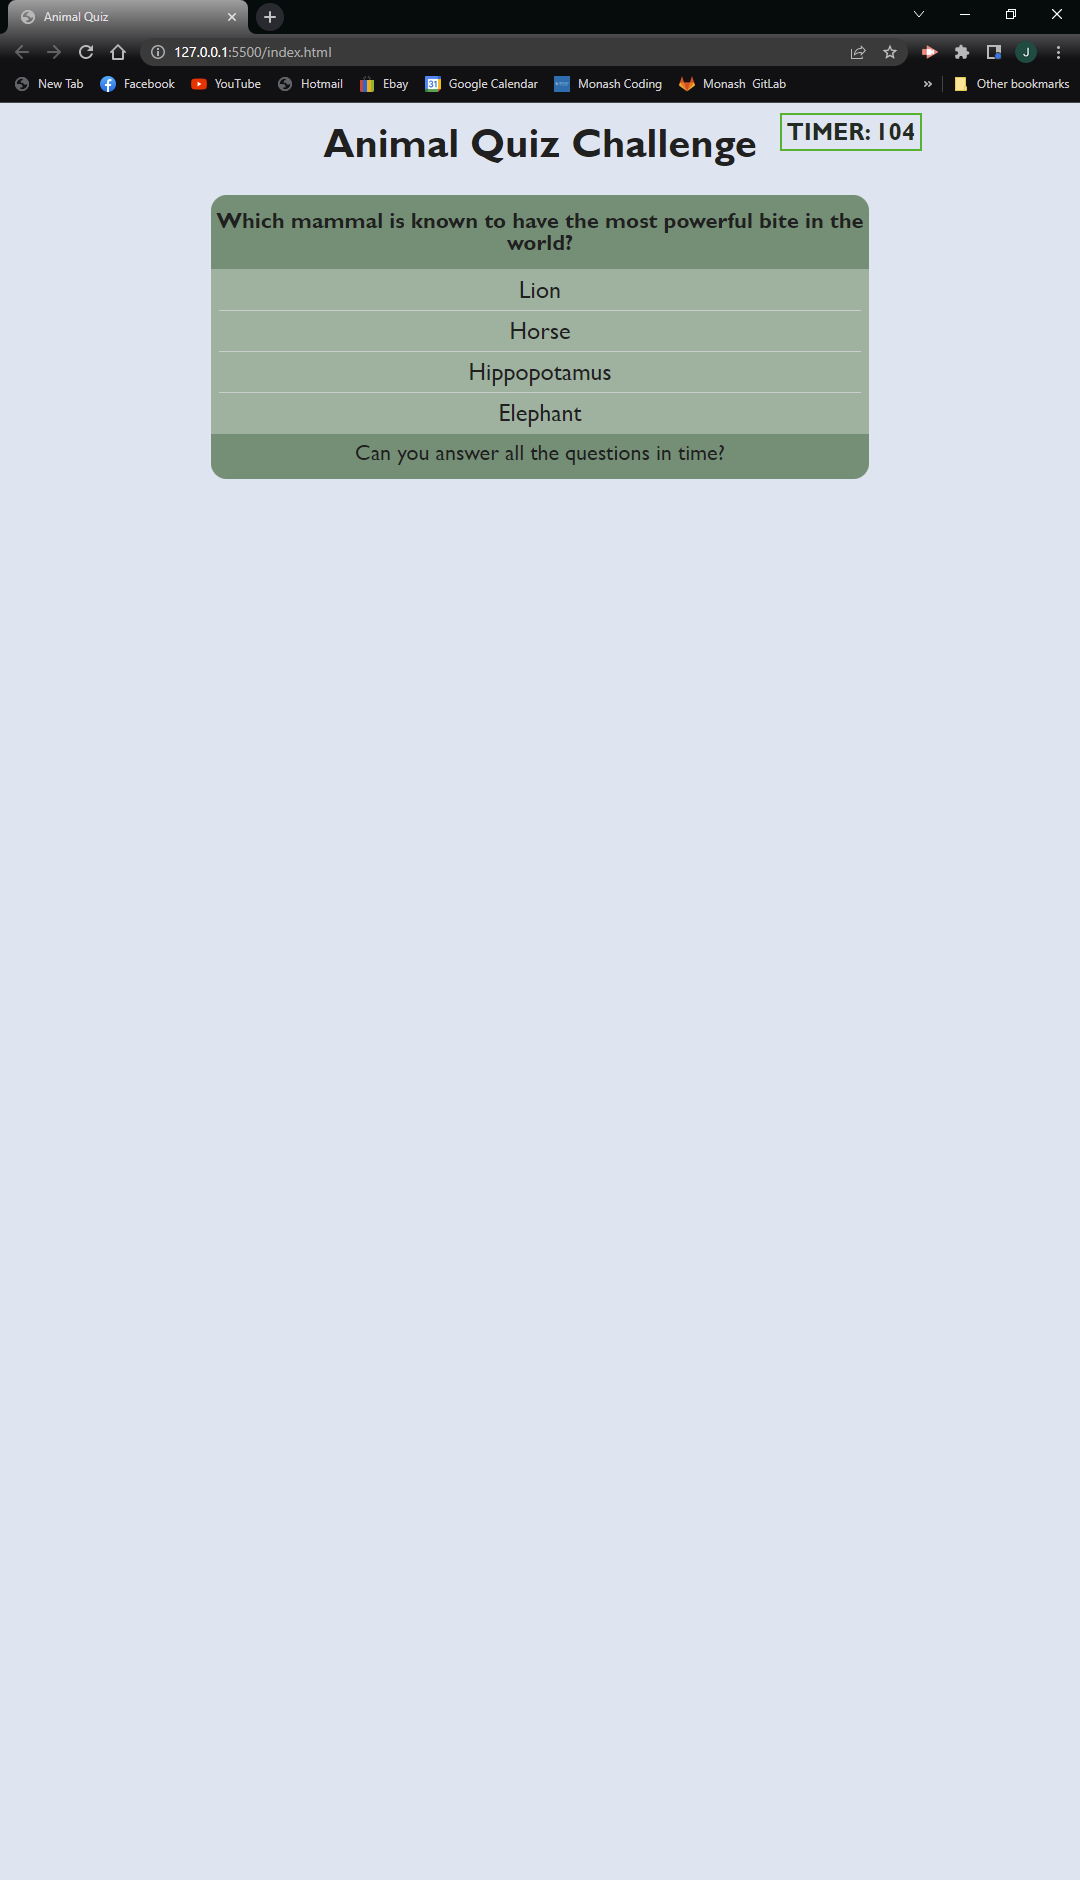 Animal Quiz
127.0.0.1:5500/index.html
J
New Tab Facebook YouTube Hotmail Ebay 31 Google Calendar Monash Coding Monash GitLab » Other bookmarks
Animal Quiz Challenge
TIMER: 104
Which mammal is known to have the most powerful bite in the
world?
Lion
Horse
Hippopotamus
Elephant
Can you answer all the questions in time?